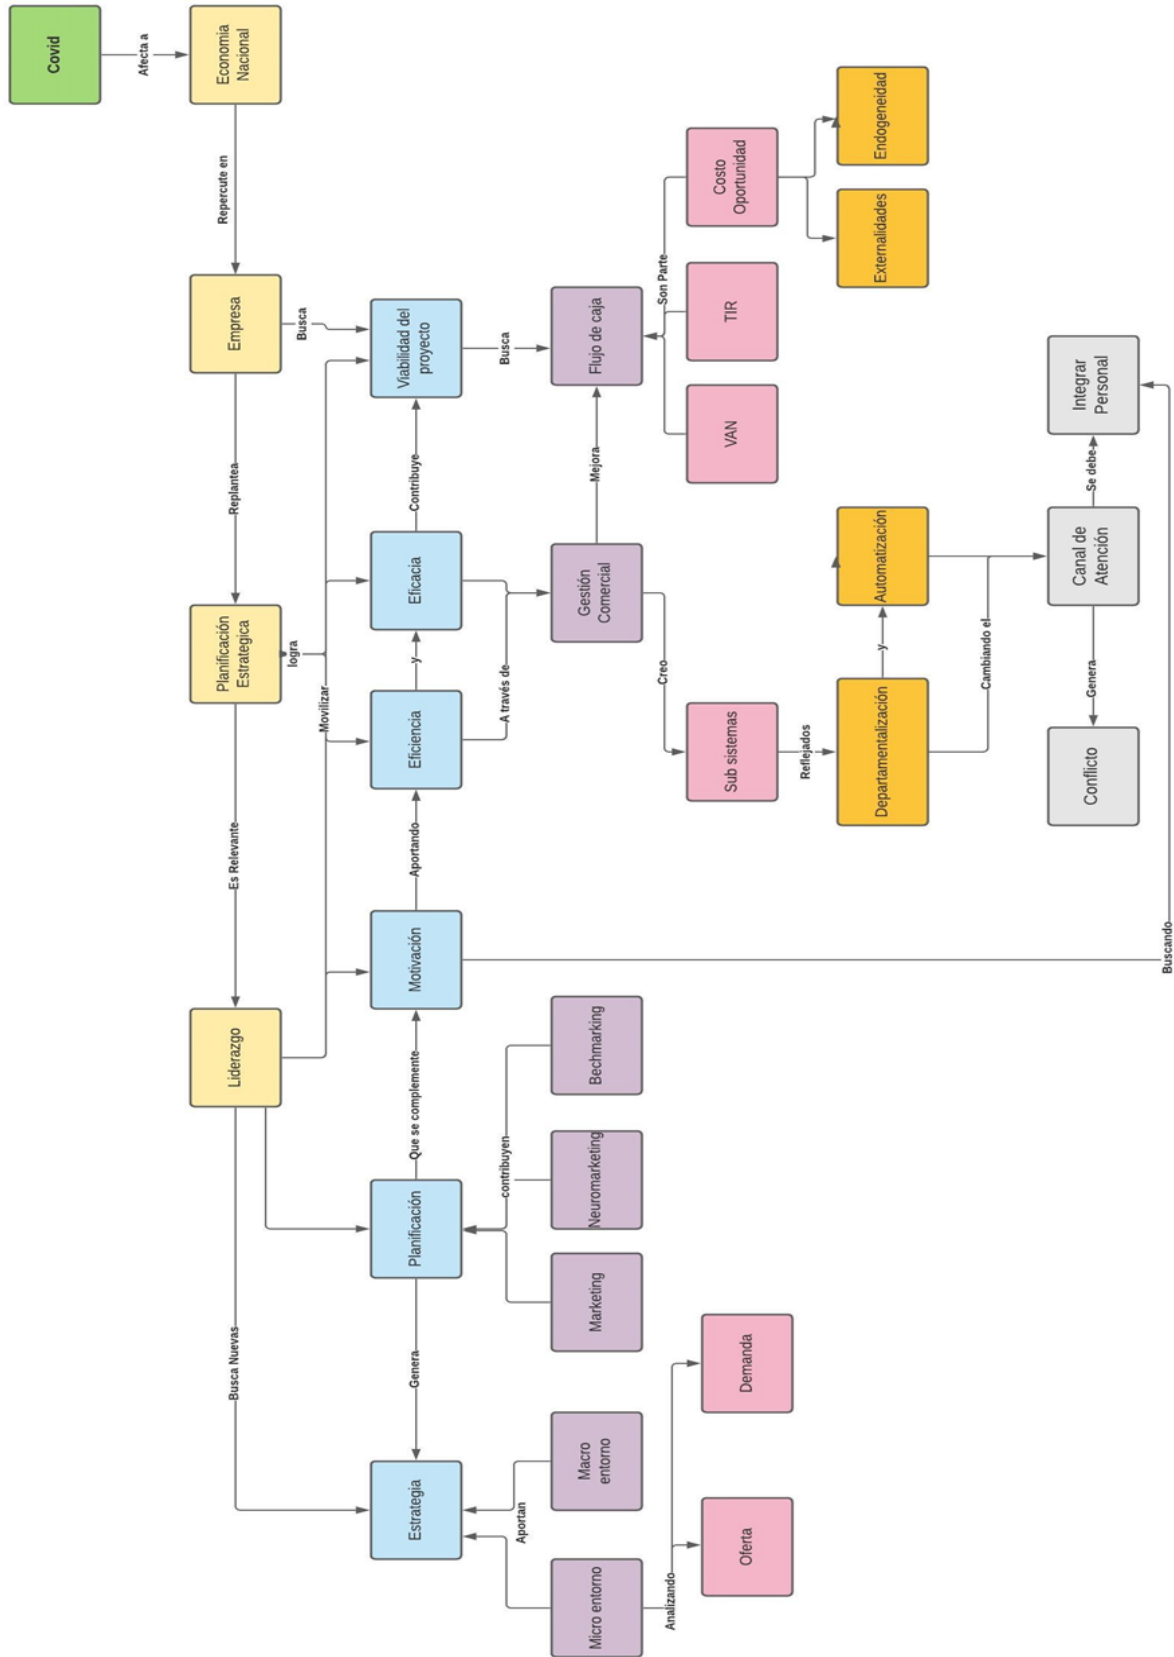 Covid
Afecta a
Busca Nuevas
Liderazgo
Es Relevante
Planificación
Estrategica
Replantea
Empresa
Repercute en
Economia
Nacional
logra
Busca
Movilizar
Estrategia
Genera
Planificación
Que se complemente
Motivación
Aportando
Eficiencia
y
Eficacia
Contribuye
Viabilidad del
proyecto
Aportan
contribuyen
A través de
Busca
Micro entorno
Macro
entorno
Marketing
Neuromarketing
Bechmarking
Gestión
Comercial
Mejora
Flujo de caja
Analizando
Creo
Son Parte
Oferta
Demanda
Sub sistemas
VAN
TIR
Costo
Oportunidad
Reflejados
Departamentalización
y
Automatización
Externalidades
Endogeneidad
Cambiando el
Conflicto
Genera
Canal de
Atención
Se debe
Integrar
Personal
Buscando